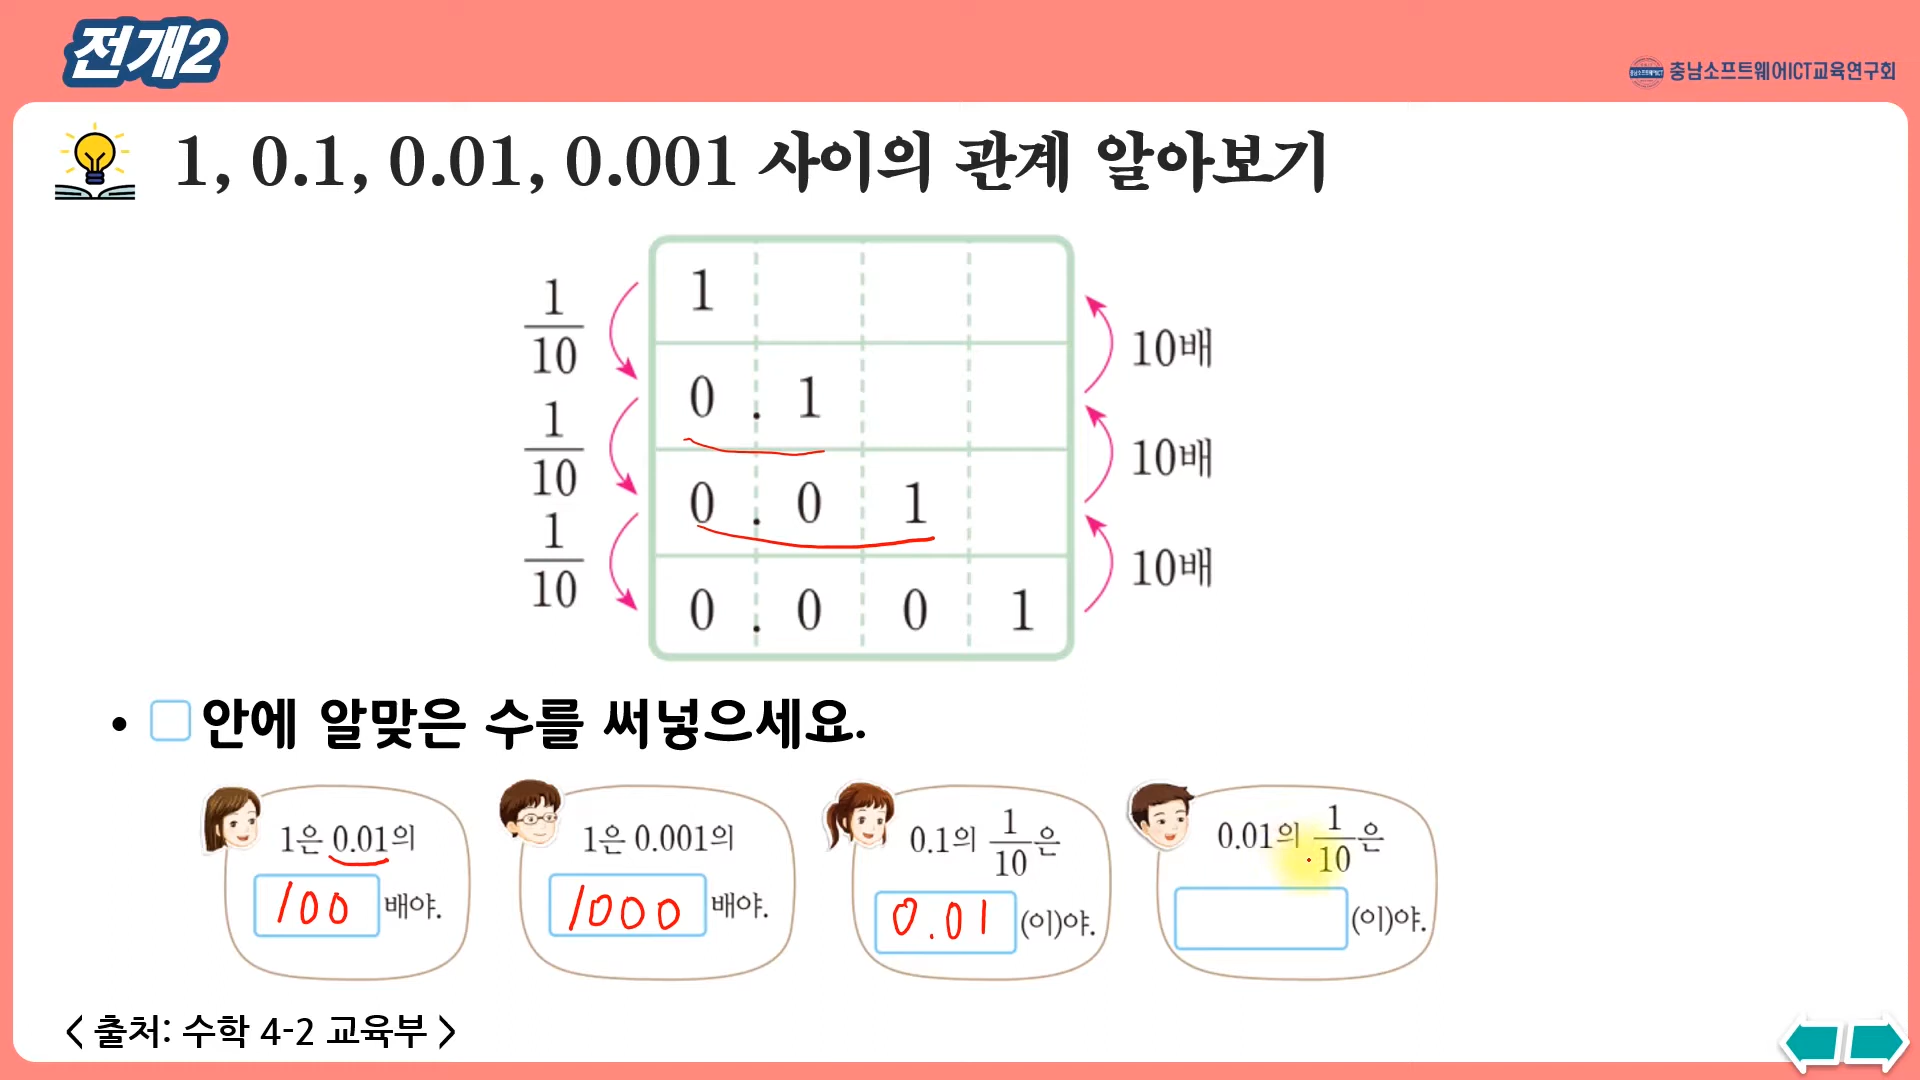 전개2
충남소프트웨어ICT교육연구회
1, 0.1, 0.01, 0.001 사이의 관계 알아보기
1/10
1/10
1/10
1
0 . 1
0 . 0 1
0 . 0 0 1
10배
10배
10배
• □ 안에 알맞은 수를 써넣으세요.
1은 0.01의
100 배야.
1은 0.001의
1000 배야.
0.1의 1/10은
0.01 (이)야.
0.01의 1/10은
(이)야.
< 출처: 수학 4-2 교육부 >